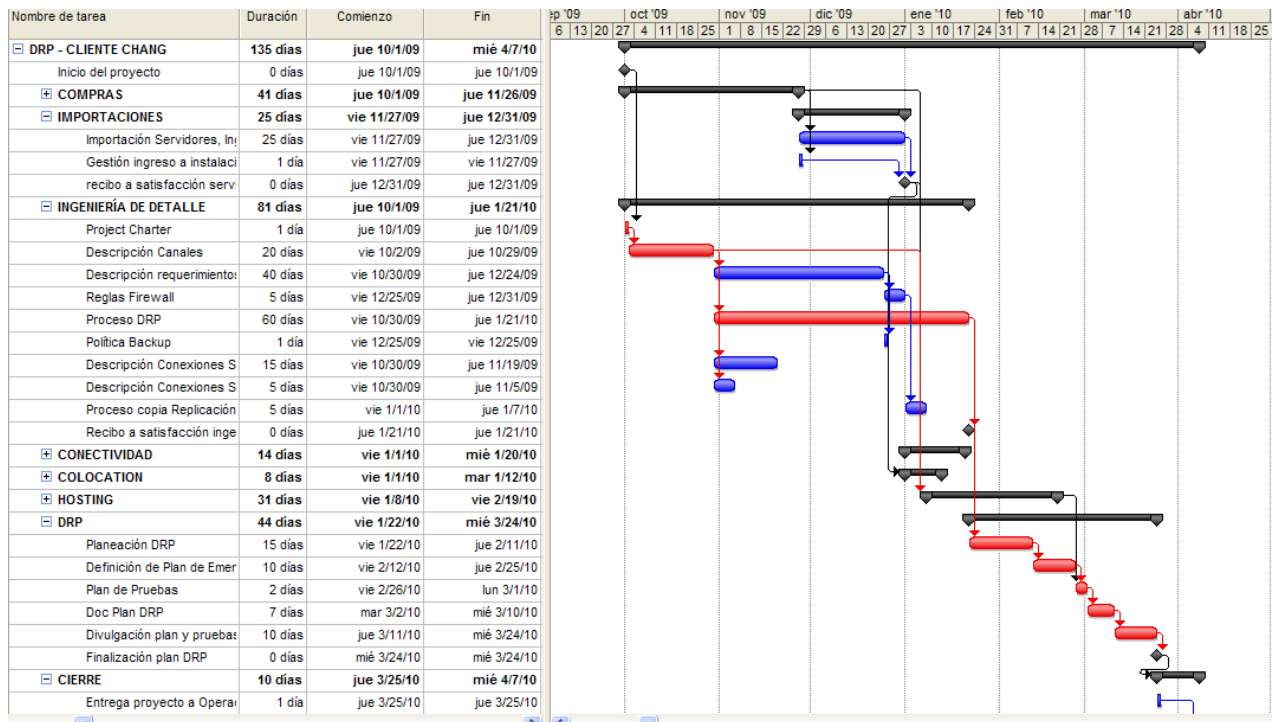 Nombre de tarea Duración Comienzo Fin ep '09 oct '09 nov '09 dic '09 ene '10 feb '10 mar '10 abr '10
6 13 20 27 4 11 18 25 1 8 15 22 29 6 13 20 27 3 10 17 24 31 7 14 21 28 7 14 21 28 4 11 18 25
DRP - CLIENTE CHANG 135 días jue 10/1/09 mié 4/7/10
Inicio del proyecto 0 días jue 10/1/09 jue 10/1/09
COMPRAS 41 días jue 10/1/09 jue 11/26/09
IMPORTACIONES 25 días vie 11/27/09 jue 12/31/09
Importación Servidores, Ing 25 días vie 11/27/09 jue 12/31/09
Gestión ingreso a instalaci 1 día vie 11/27/09 vie 11/27/09
recibo a satisfacción serv 0 días jue 12/31/09 jue 12/31/09
INGENIERÍA DE DETALLE 81 días jue 10/1/09 jue 1/21/10
Project Charter 1 día jue 10/1/09 jue 10/1/09
Descripción Canales 20 días vie 10/2/09 jue 10/29/09
Descripción requerimientos 40 días vie 10/30/09 jue 12/24/09
Reglas Firewall 5 días vie 12/25/09 jue 12/31/09
Proceso DRP 60 días vie 10/30/09 jue 1/21/10
Política Backup 1 día vie 12/25/09 vie 12/25/09
Descripción Conexiones S 15 días vie 10/30/09 jue 11/19/09
Descripción Conexiones S 5 días vie 10/30/09 jue 11/5/09
Proceso copia Replicación 5 días vie 1/1/10 jue 1/7/10
Recibo a satisfacción inge 0 días jue 1/21/10 jue 1/21/10
CONECTIVIDAD 14 días vie 1/1/10 mié 1/20/10
COLOCATION 8 días vie 1/1/10 mar 1/12/10
HOSTING 31 días vie 1/8/10 vie 2/19/10
DRP 44 días vie 1/22/10 mié 3/24/10
Planeación DRP 15 días vie 1/22/10 jue 2/11/10
Definición de Plan de Emer 10 días vie 2/12/10 jue 2/25/10
Plan de Pruebas 2 días vie 2/26/10 lun 3/1/10
Doc Plan DRP 7 días mar 3/2/10 mié 3/10/10
Divulgación plan y pruebas 10 días jue 3/11/10 mié 3/24/10
Finalización plan DRP 0 días mié 3/24/10 mié 3/24/10
CIERRE 10 días jue 3/25/10 mié 4/7/10
Entrega proyecto a Opera 1 día jue 3/25/10 jue 3/25/10